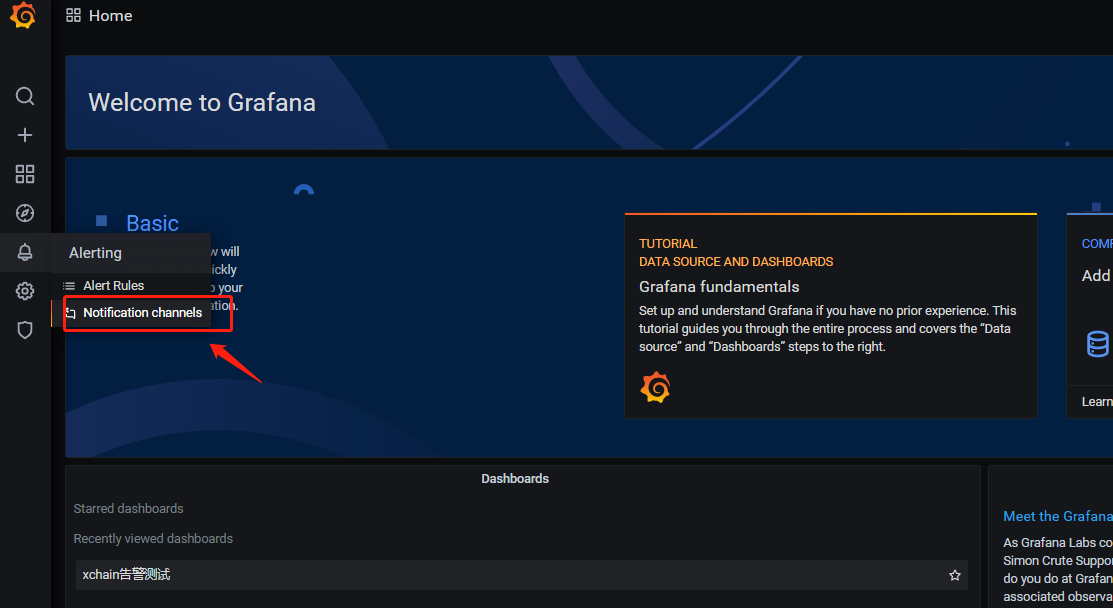 Home
Welcome to Grafana
Basic
w will
ickly
o your
ation.
Alerting
Alert Rules
Notification channels
TUTORIAL
DATA SOURCE AND DASHBOARDS
Grafana fundamentals
Set up and understand Grafana if you have no prior experience. This
tutorial guides you through the entire process and covers the “Data
source” and “Dashboards” steps to the right.
COMP
Add
Learn
Dashboards
Starred dashboards
Recently viewed dashboards
xchain告警测试
Meet the Grafana
As Grafana Labs co
Simon Crute Suppo
do you do at Grafan
associated observa